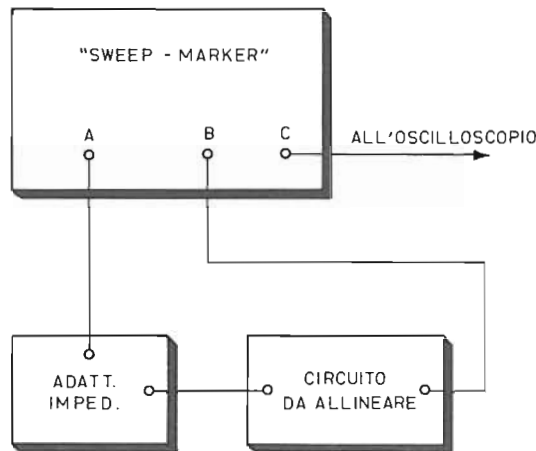 "SWEEP - MARKER"
A B C
ALL'OSCILLOSCOPIO
ADATT.
IMPED.
CIRCUITO
DA ALLINEARE